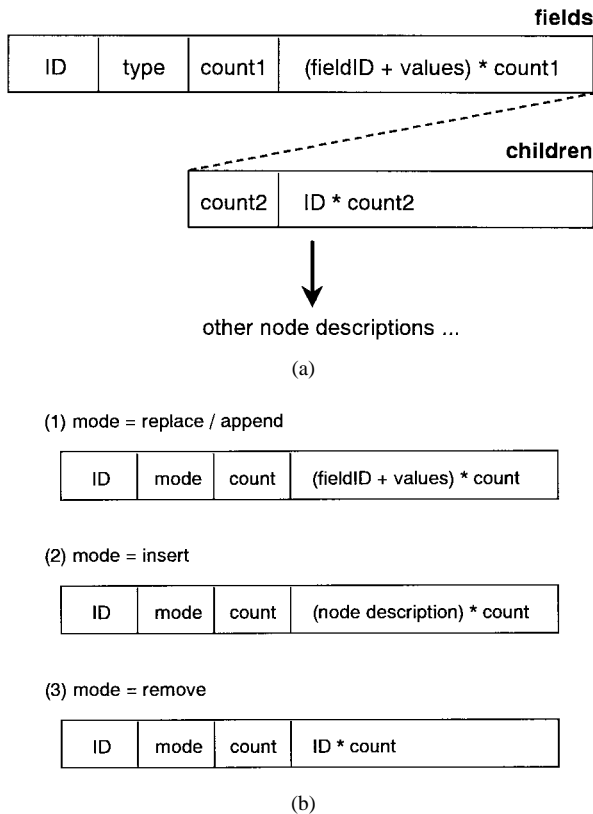 fields
ID type count1 (fieldID + values) * count1
children
count2 ID * count2
other node descriptions ...
(a)
(1) mode = replace / append
ID mode count (fieldID + values) * count
(2) mode = insert
ID mode count (node description) * count
(3) mode = remove
ID mode count ID * count
(b)